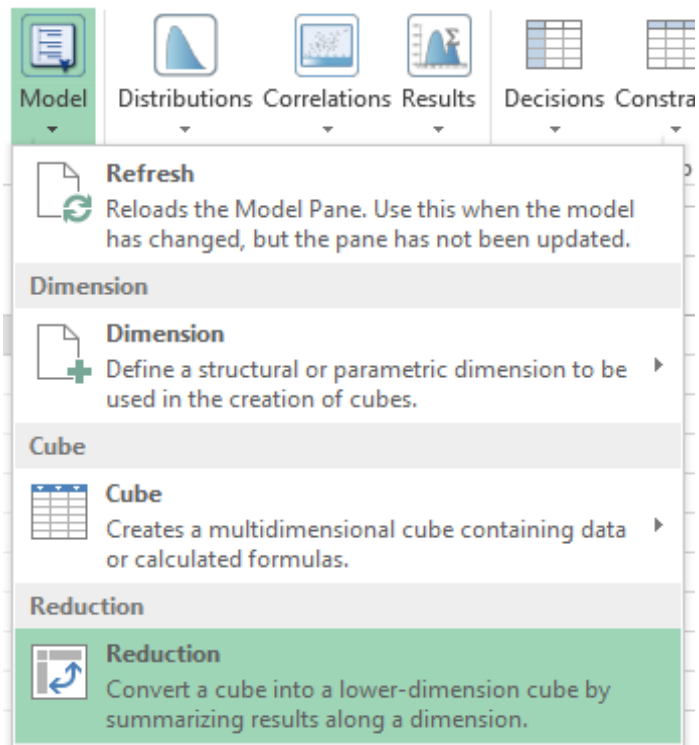 Model Distributions Correlations Results Decisions Constra
Refresh
Reloads the Model Pane. Use this when the model
has changed, but the pane has not been updated.
Dimension
Dimension
Define a structural or parametric dimension to be
used in the creation of cubes.
Cube
Cube
Creates a multidimensional cube containing data
or calculated formulas.
Reduction
Reduction
Convert a cube into a lower-dimension cube by
summarizing results along a dimension.